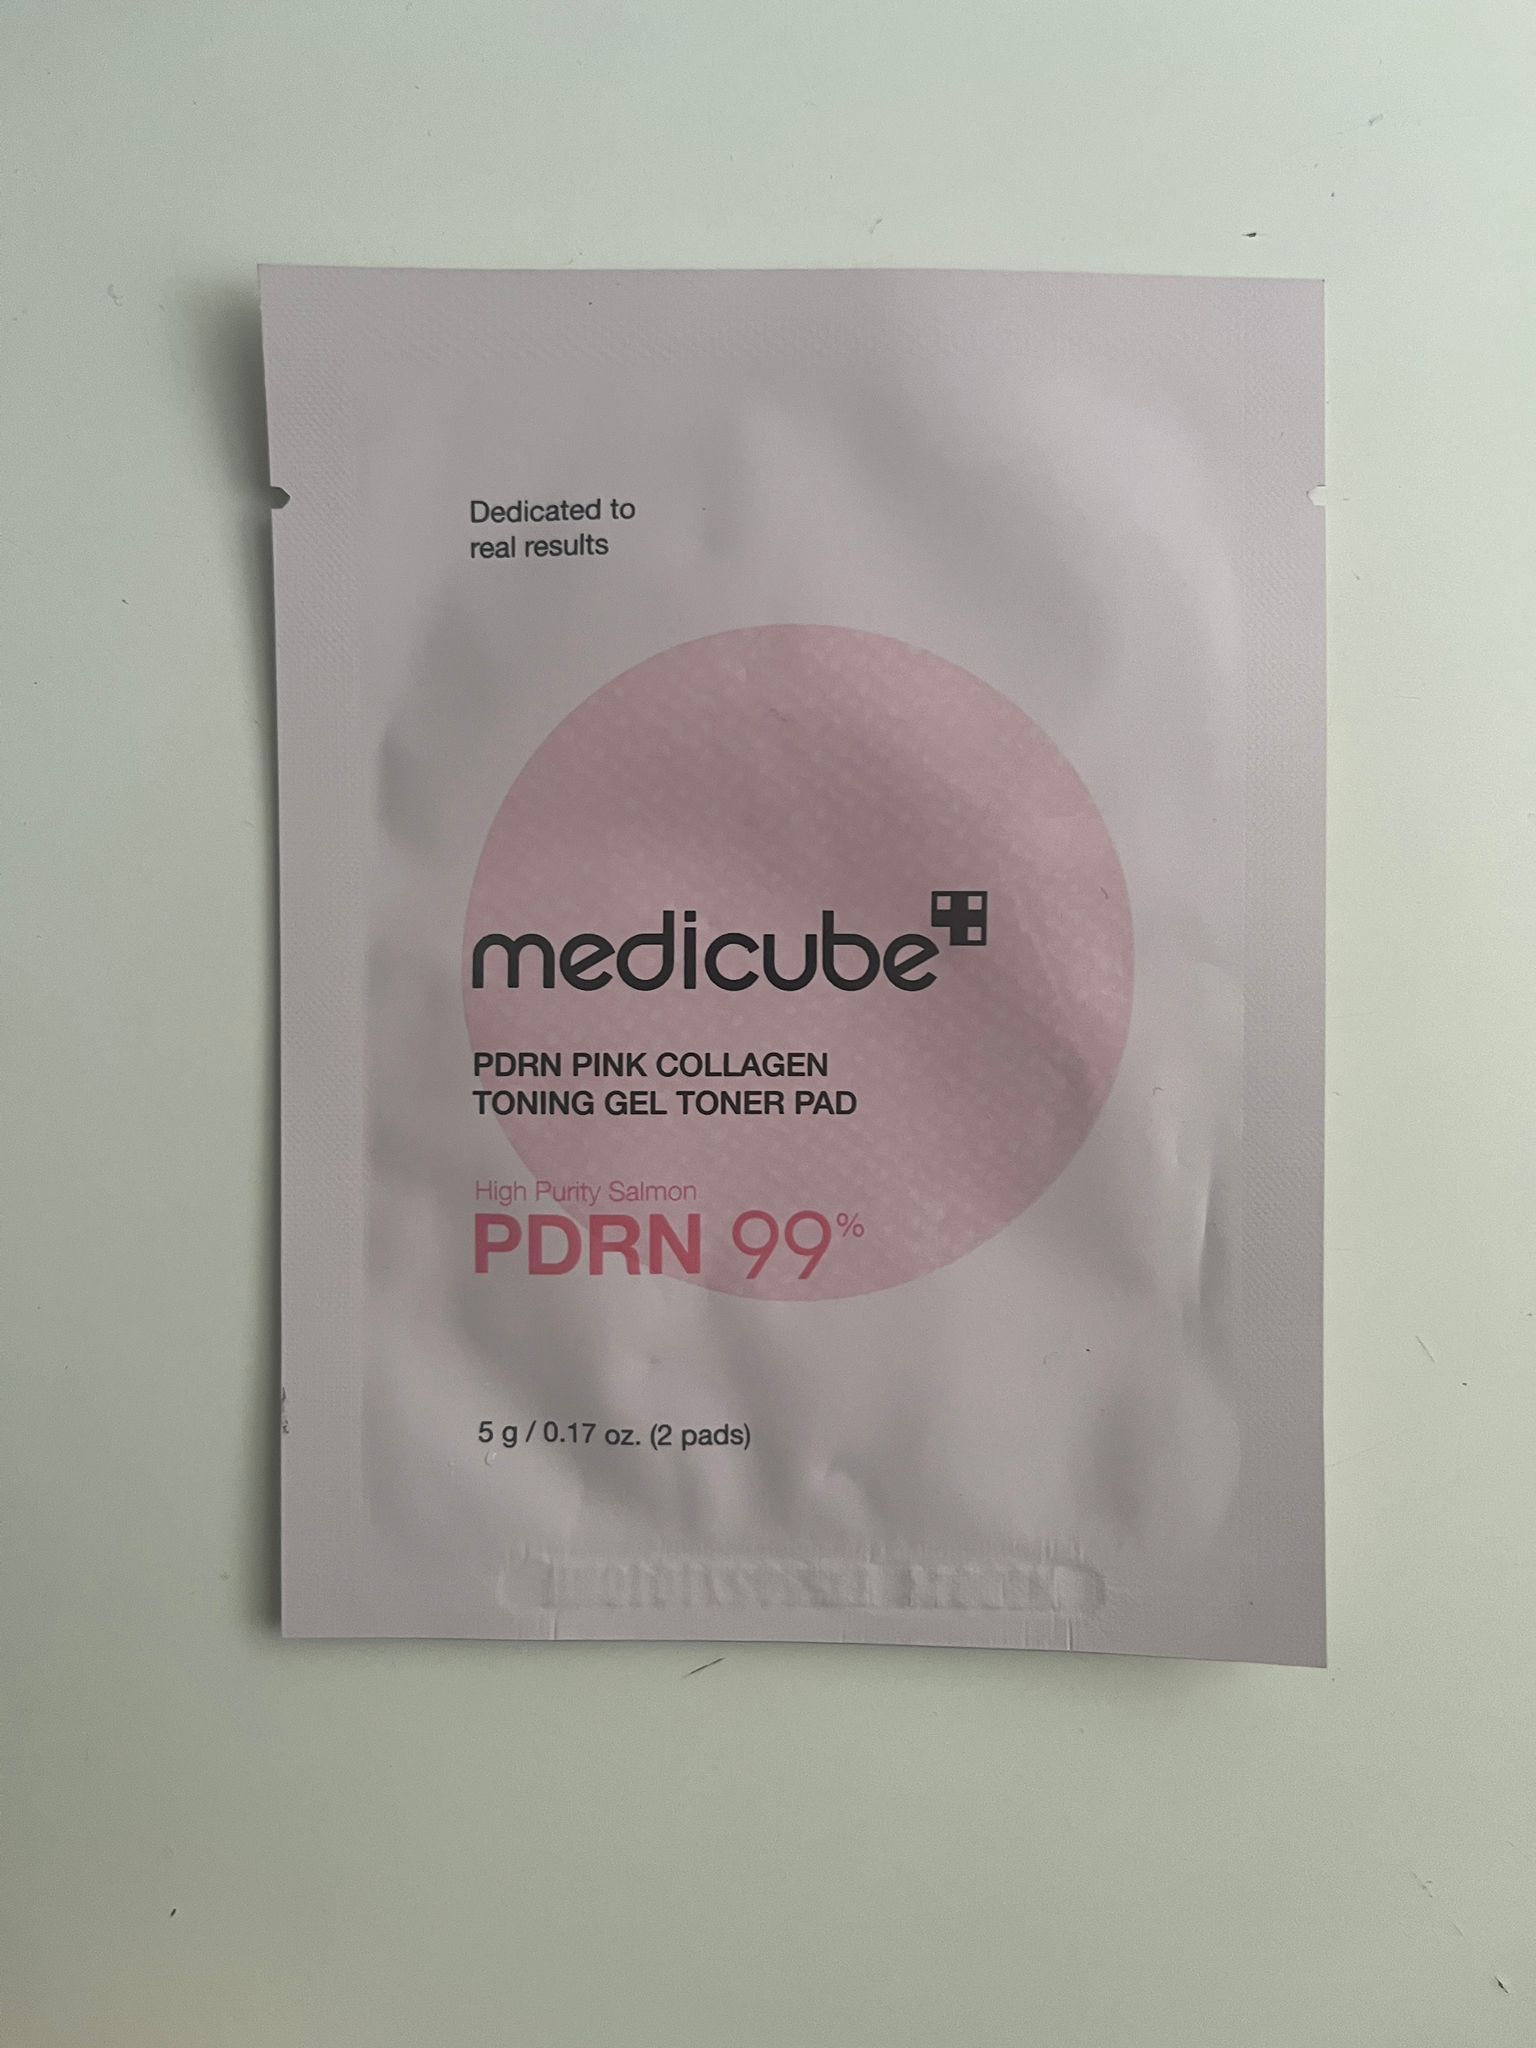 Dedicated to
real results
medicube
PDRN PINK COLLAGEN
TONING GEL TONER PAD
High Purity Salmon
PDRN 99%
5 g / 0.17 oz. (2 pads)